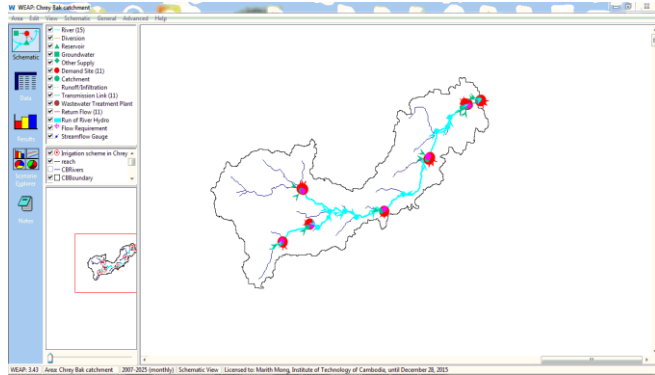 WEAP: Chrey Bak catchment
Area Edit View Schematic General Advanced Help
Schematic
Data
Results
Scenario
Explorer
Notes
River (15)
Diversion
Reservoir
Groundwater
Other Supply
Demand Site (11)
Catchment
Runoff/Infiltration
Transmission Link (11)
Wastewater Treatment Plant
Return Flow (11)
Run of River Hydro
Flow Requirement
Streamflow Gauge
Irrigation scheme in Chrey
reach
CBRivers
CBBoundary
WEAP: 3.43 Area: Chrey Bak catchment 2007-2025 (monthly) Schematic View Licensed to: Marith Mong, Institute of Technology of Cambodia, until December 28, 2015